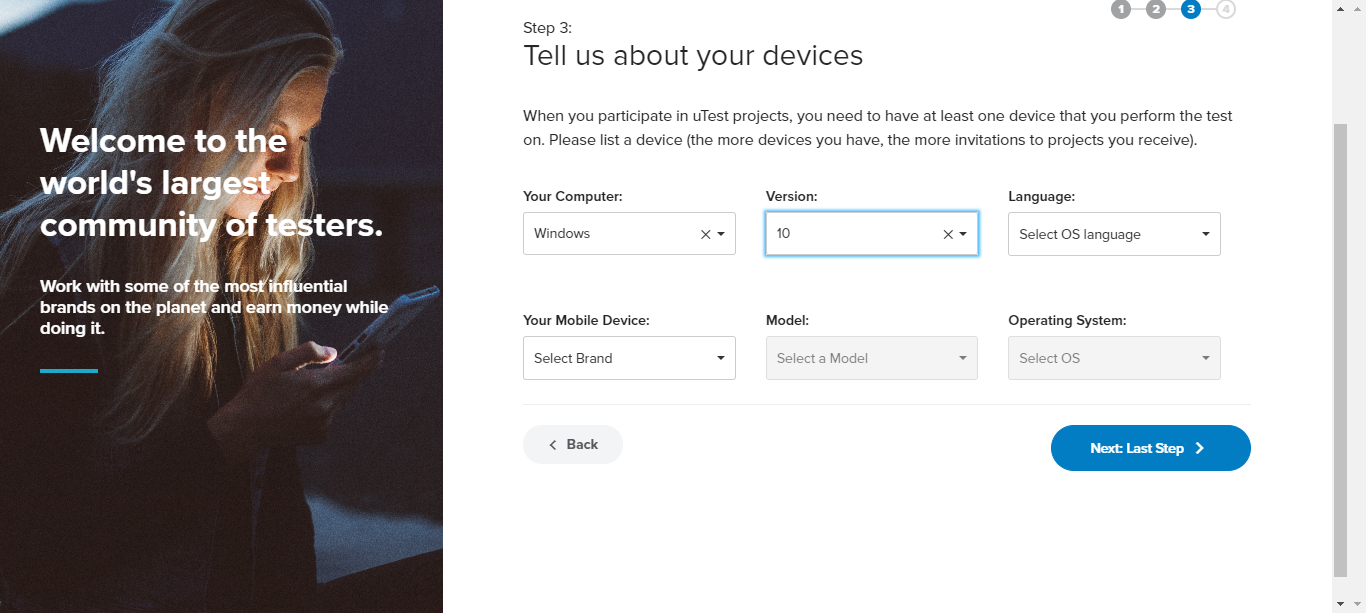 1 2 3 4
Step 3:
Tell us about your devices
Welcome to the
world's largest
community of testers.
Work with some of the most influential
brands on the planet and earn money while
doing it.
When you participate in uTest projects, you need to have at least one device that you perform the test
on. Please list a device (the more devices you have, the more invitations to projects you receive).
Your Computer: Version: Language:
Windows 10 Select OS language
Your Mobile Device: Model: Operating System:
Select Brand Select a Model Select OS
Back Next: Last Step